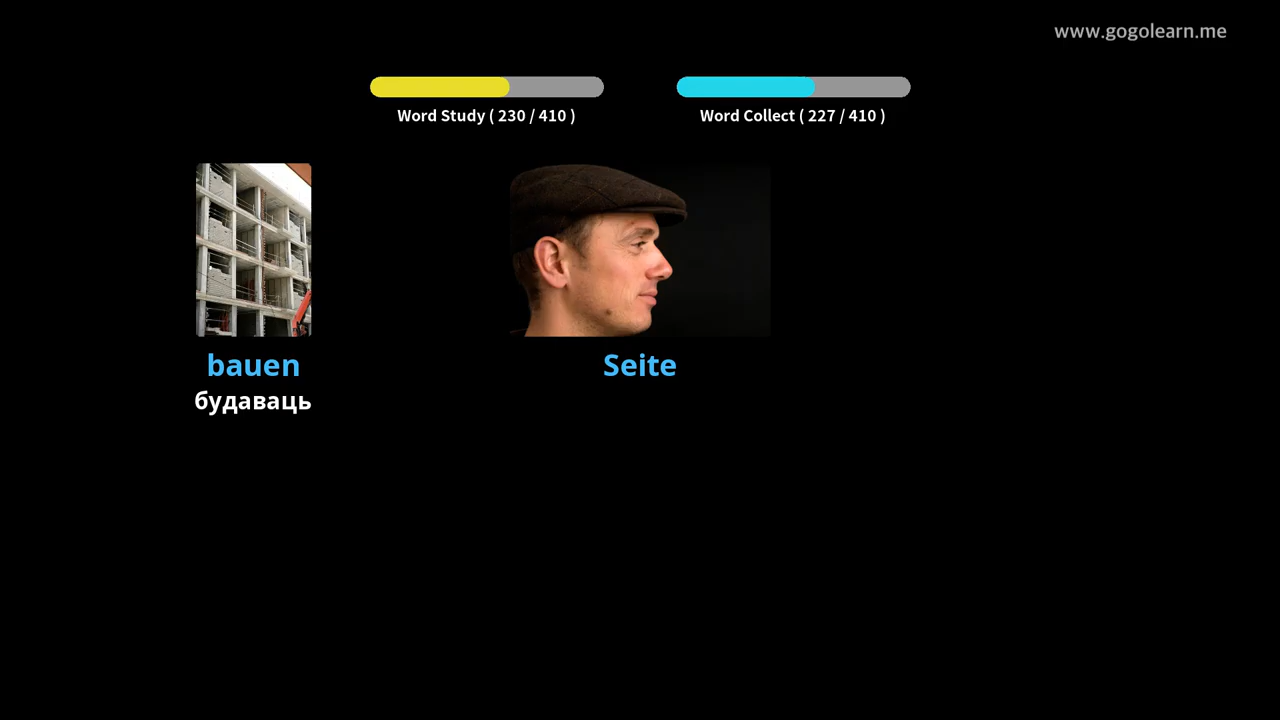 www.gogolearn.me
Word Study ( 230 / 410 )
Word Collect ( 227 / 410 )
bauen
Seite
будаваць